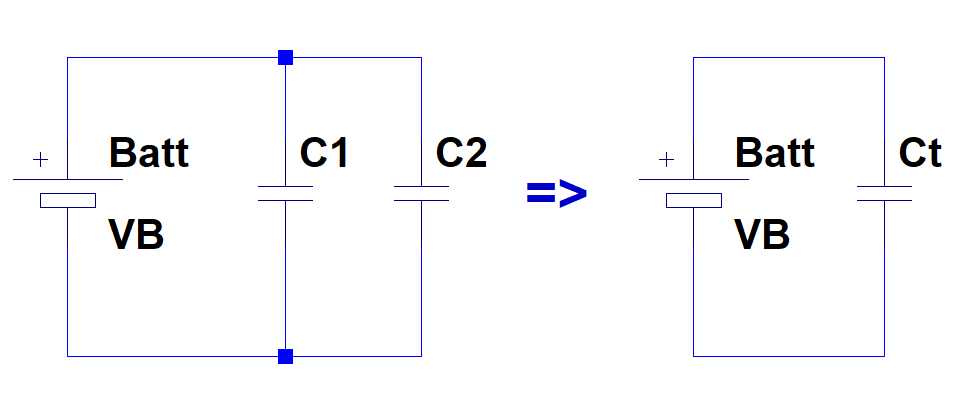 + Batt C1 C2 => + Batt Ct
VB VB